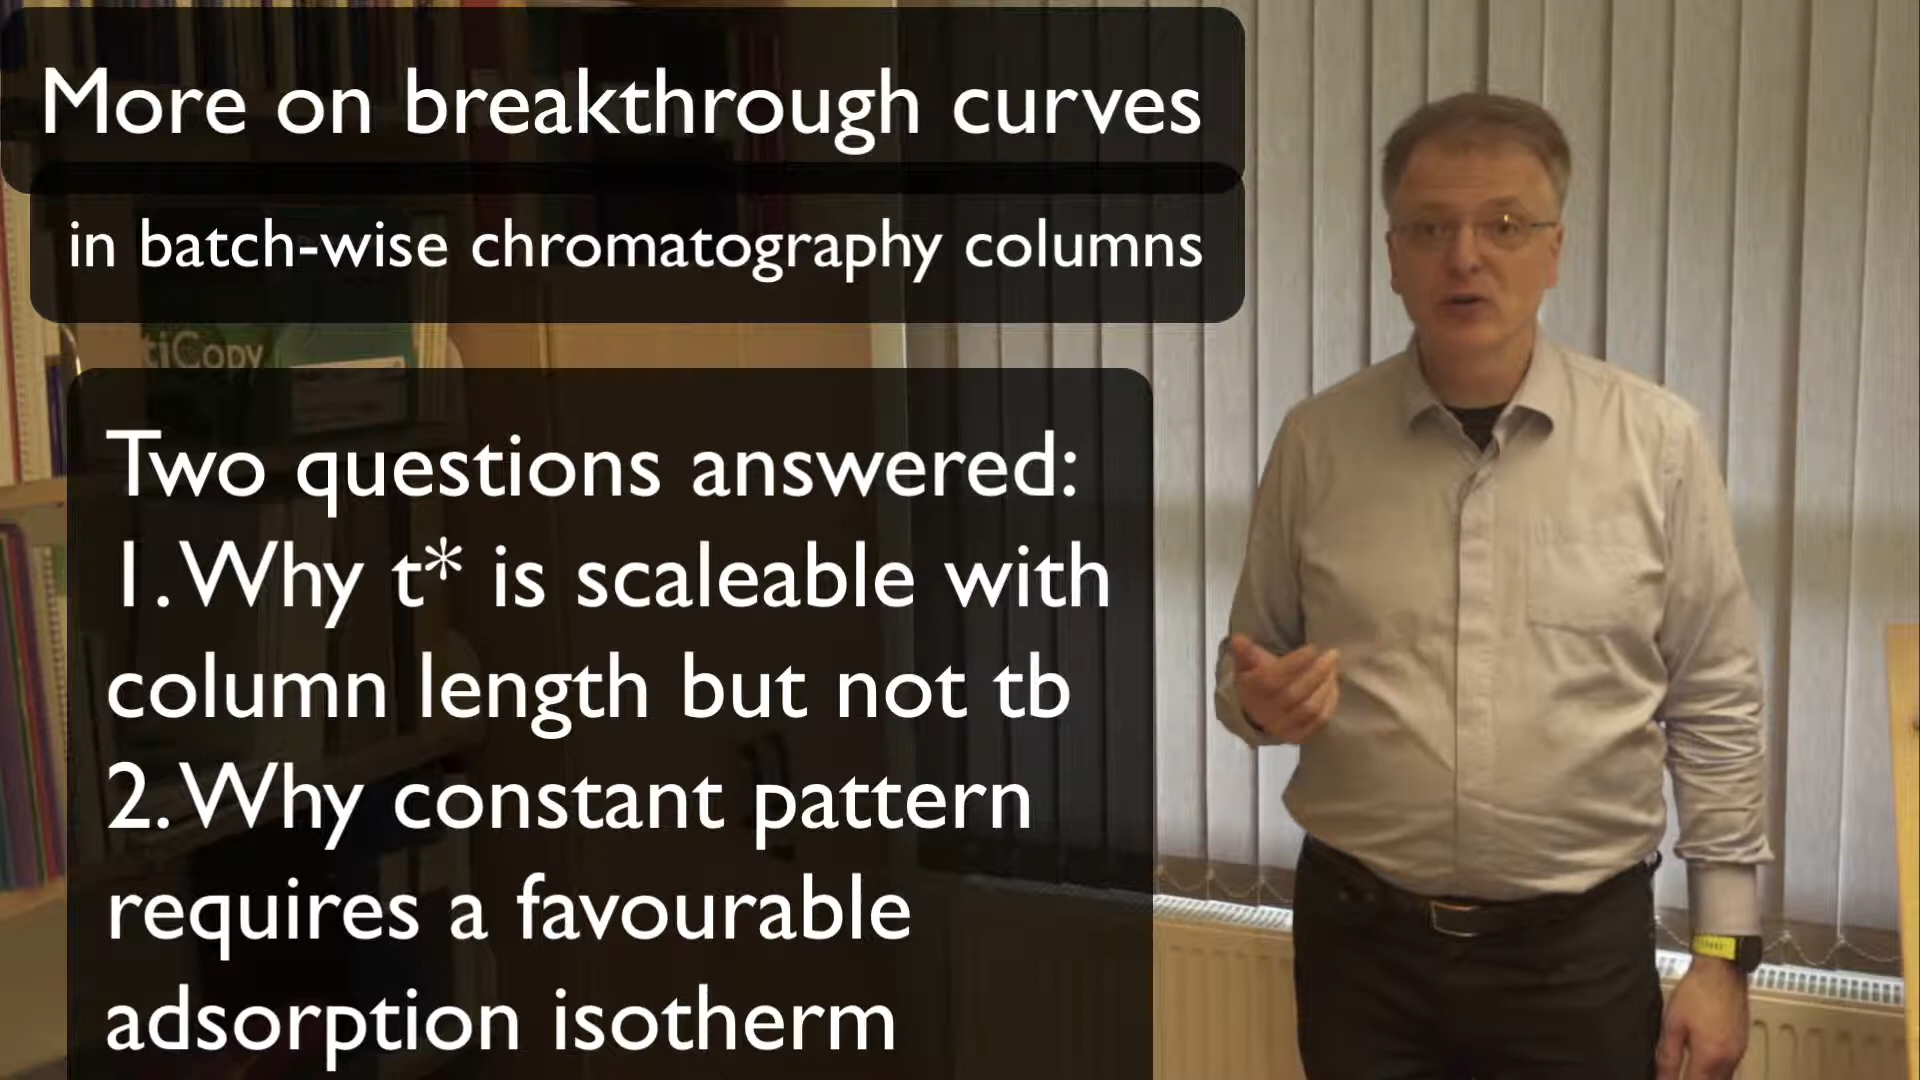 More on breakthrough curves
in batch-wise chromatography columns
tiCopy
Two questions answered:
1. Why t* is scaleable with
column length but not tb
2. Why constant pattern
requires a favourable
adsorption isotherm